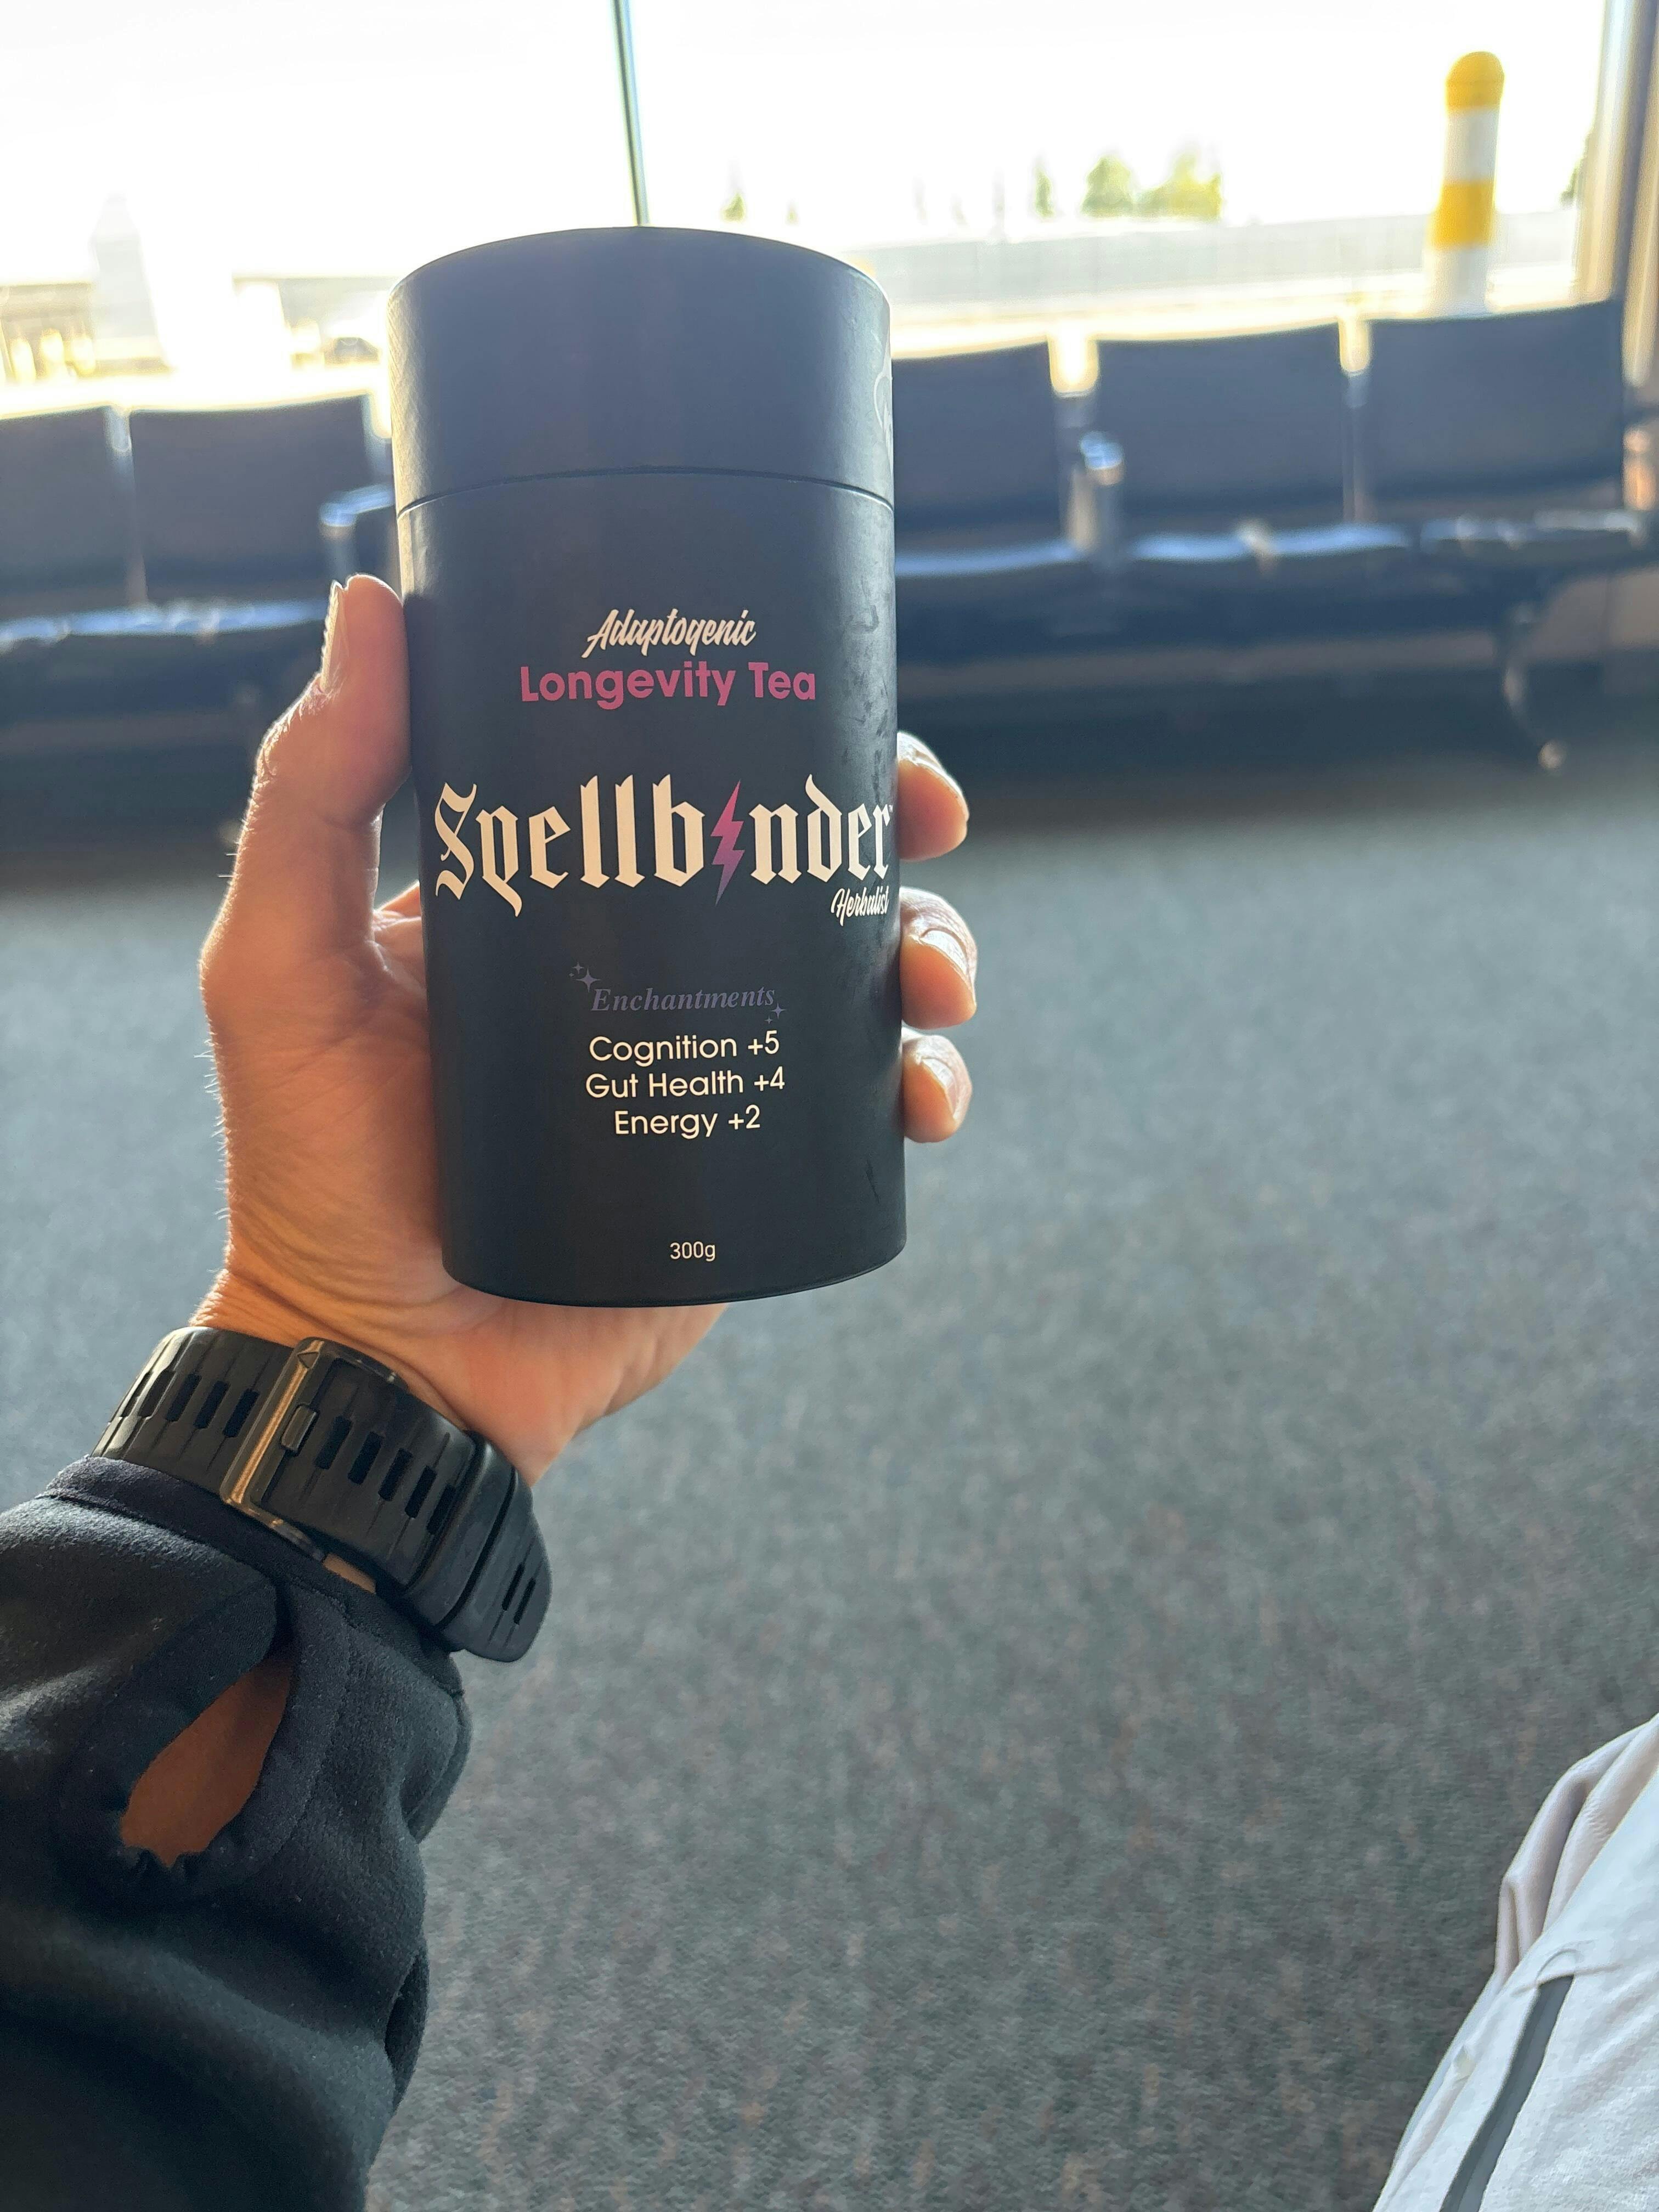 Adaptogenic
Longevity Tea
Spellbinder
Herbalist
Enchantments
Cognition +5
Gut Health +4
Energy +2
300g